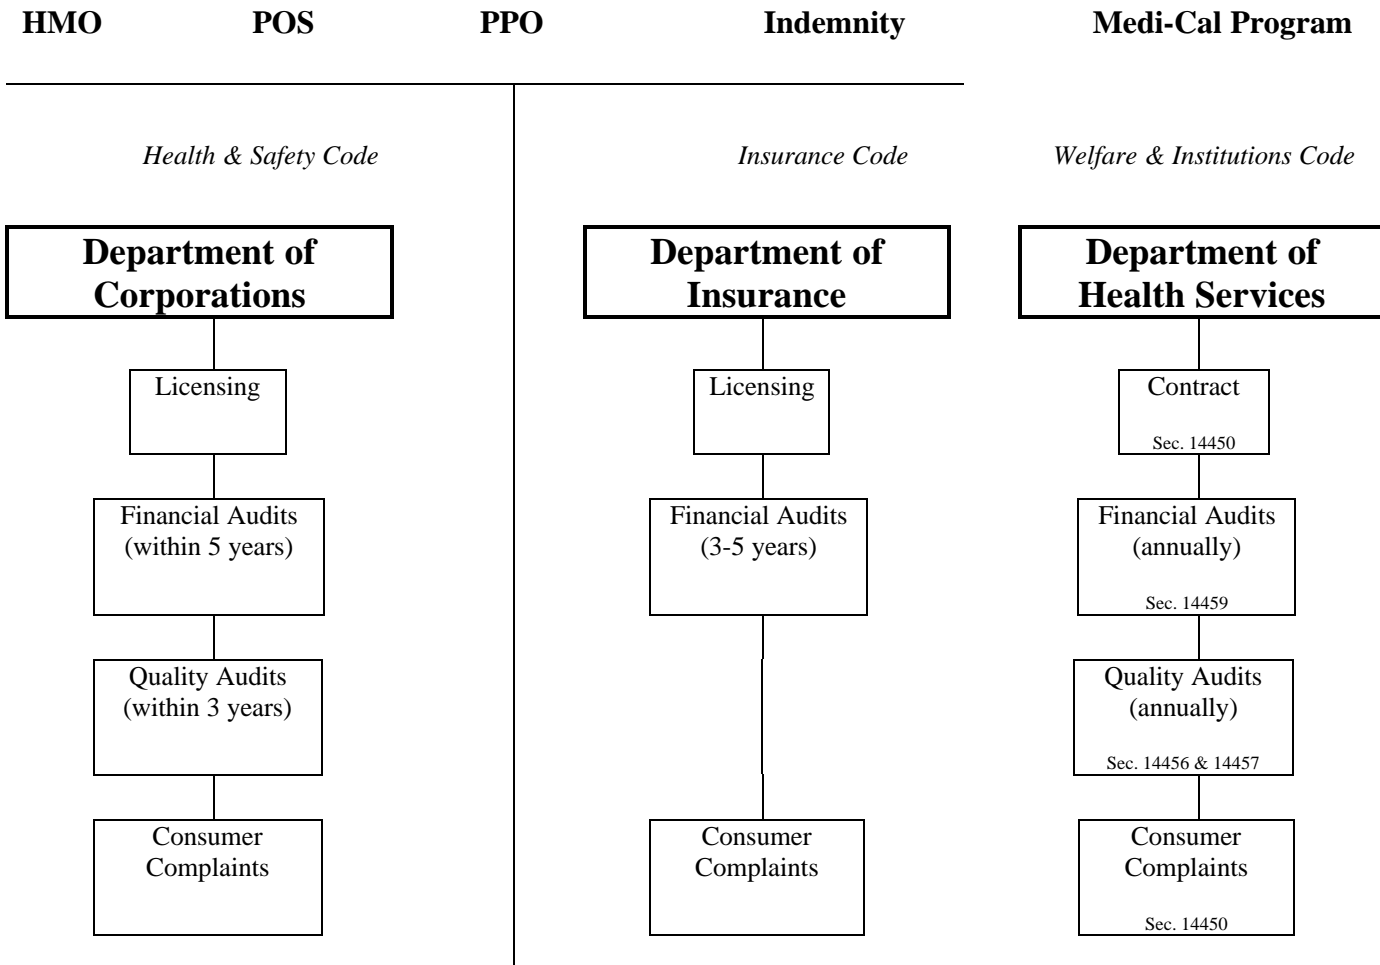 HMO POS PPO Indemnity Medi-Cal Program
Health & Safety Code Insurance Code Welfare & Institutions Code
Department of
Corporations
Licensing
Financial Audits
(within 5 years)
Quality Audits
(within 3 years)
Consumer
Complaints
Department of
Insurance
Licensing
Financial Audits
(3-5 years)
Consumer
Complaints
Department of
Health Services
Contract
Sec. 14450
Financial Audits
(annually)
Sec. 14459
Quality Audits
(annually)
Sec. 14456 & 14457
Consumer
Complaints
Sec. 14450